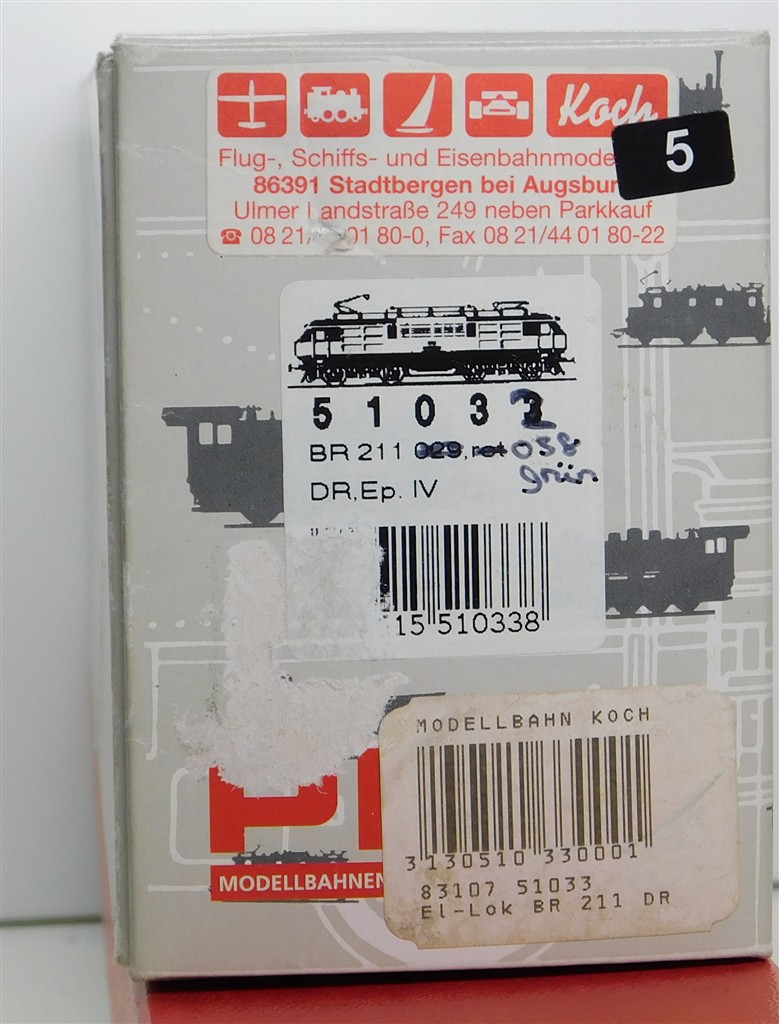 Koch
5
Flug-, Schiffs- und Eisenbahnmode
86391 Stadtbergen bei Augsbur
Ulmer Landstraße 249 neben Parkkauf
☎ 08 21/ 01 80-0, Fax 08 21/44 01 80-22
5 1 0 3 2
BR 211 029, rot 038
grün
DR, Ep. IV
15 510338
MODELLBAHN KOCH
3 130510 330001
83107 51033
El-Lok BR 211 DR
MODELLBAHNEN